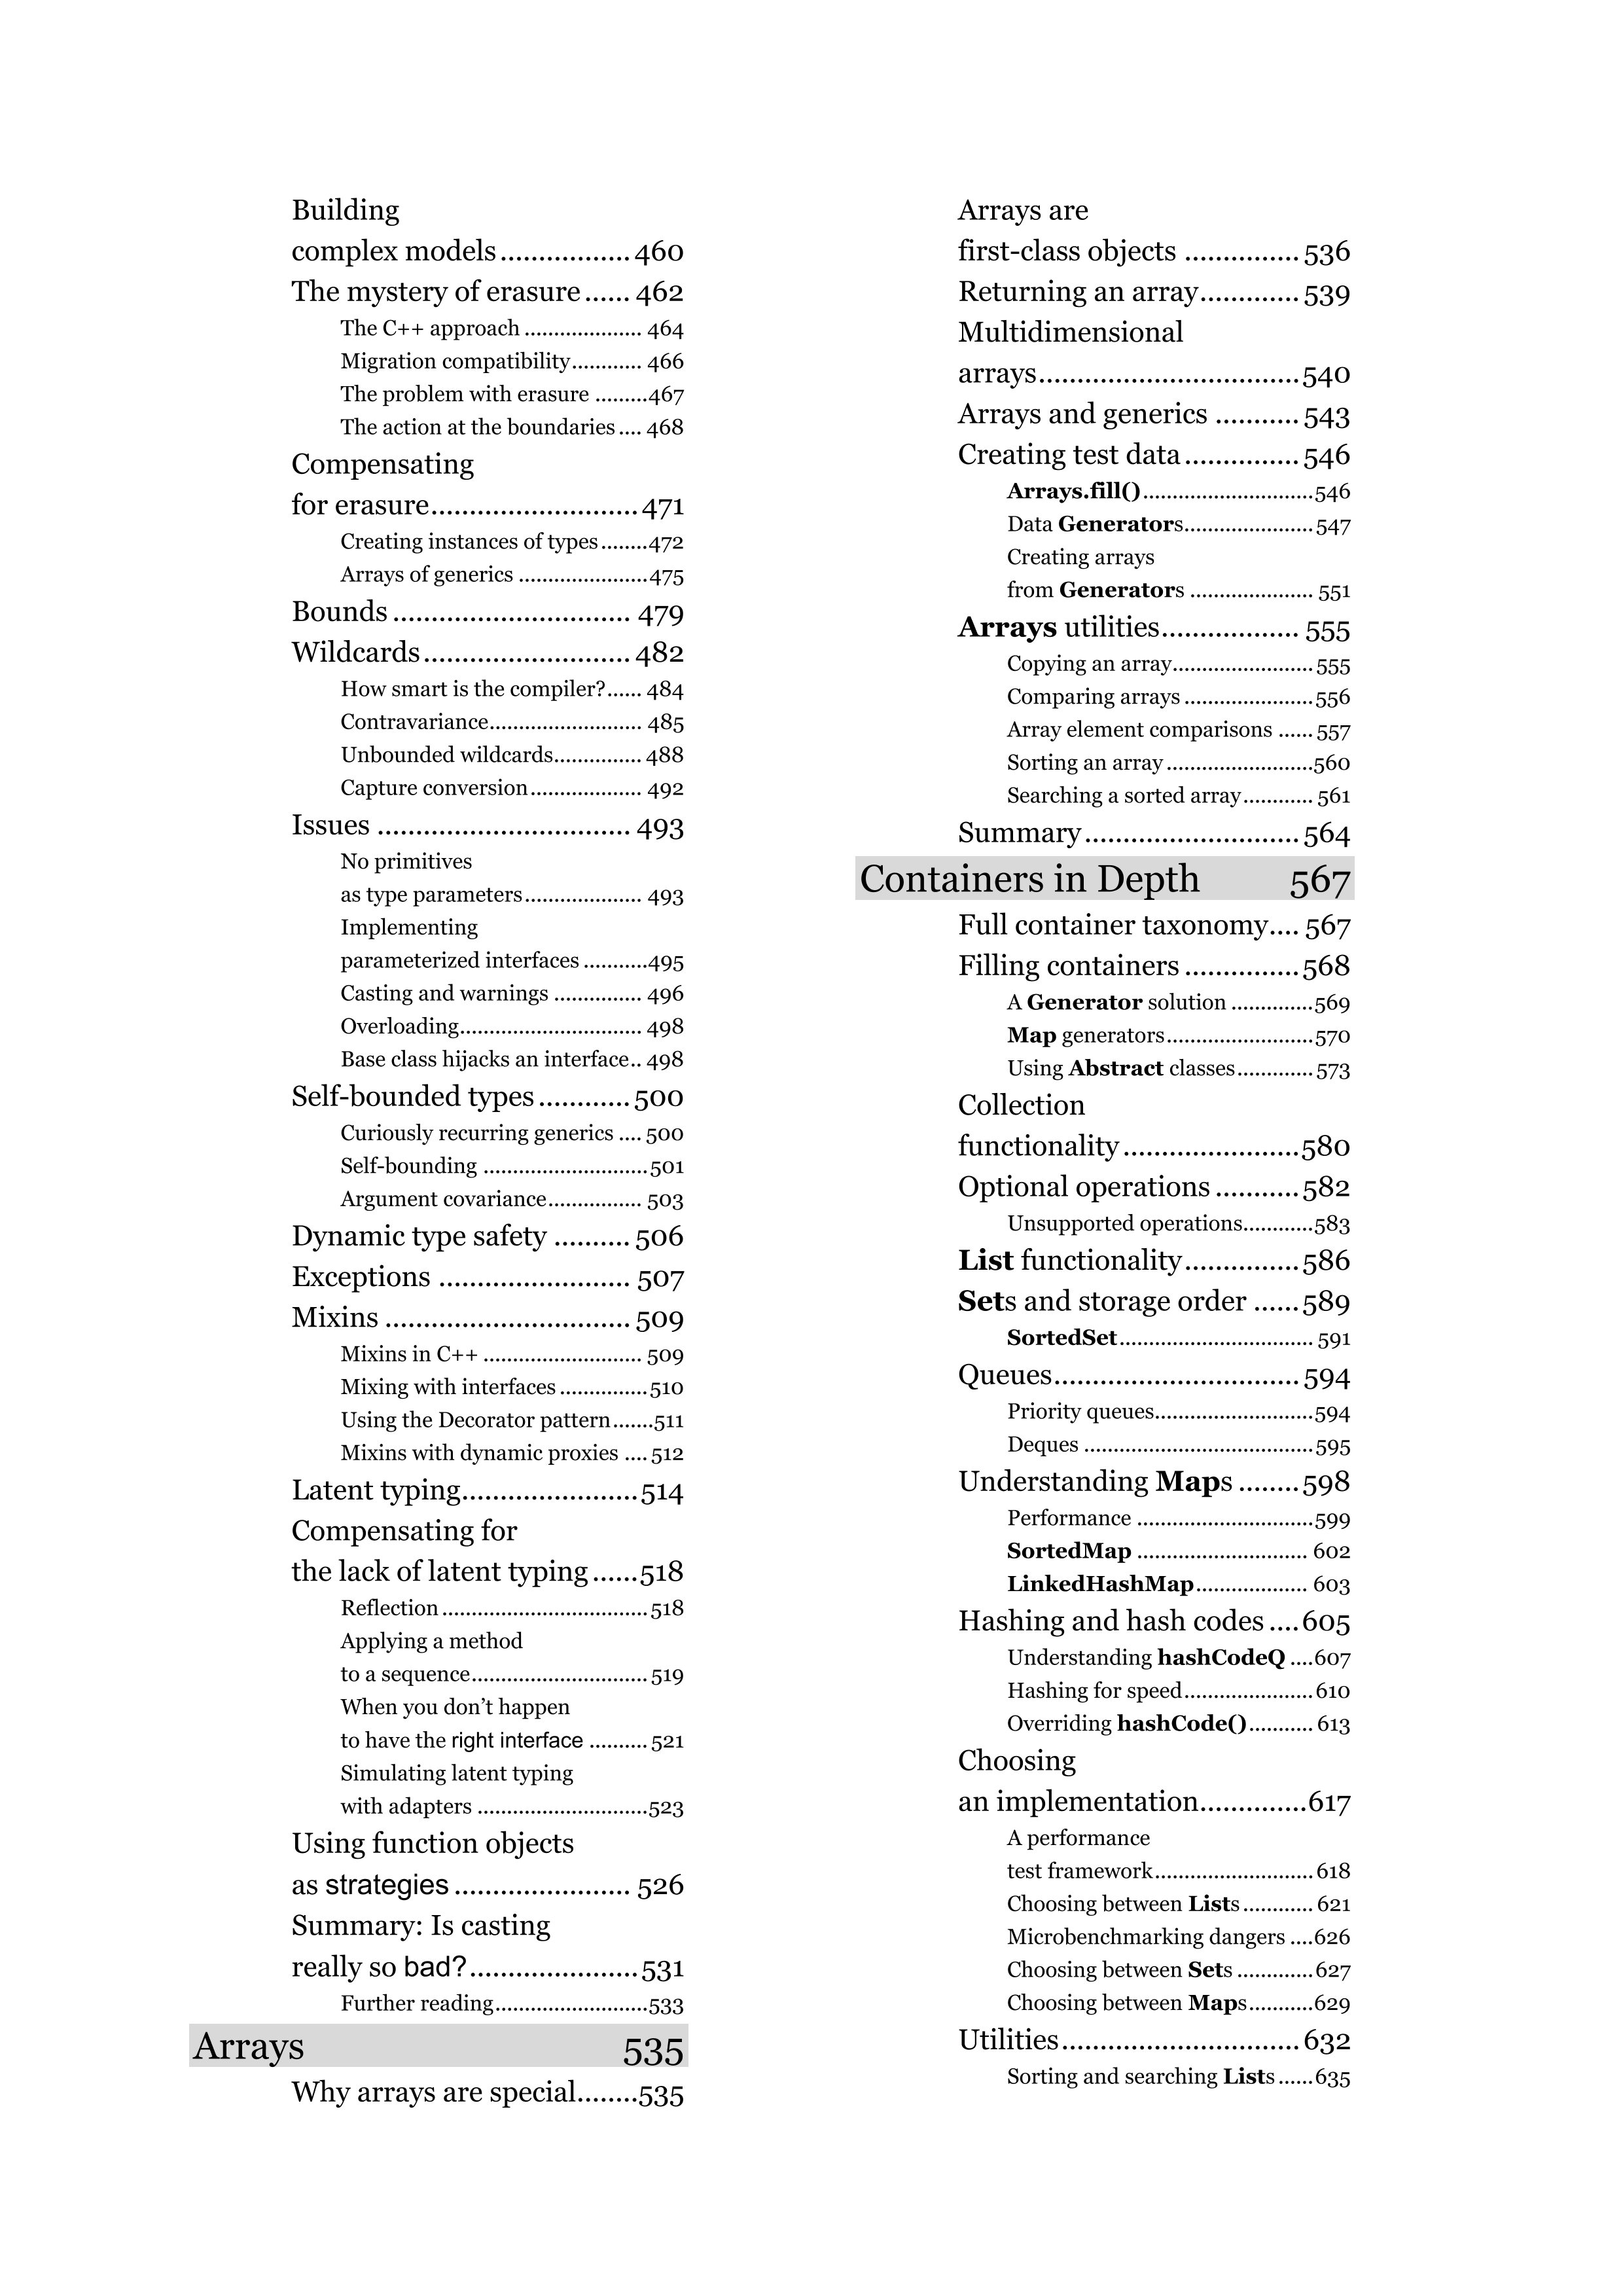 Building
complex models.................. 460
The mystery of erasure ...... 462
The C++ approach .................... 464
Migration compatibility............ 466
The problem with erasure .........467
The action at the boundaries .... 468
Compensating
for erasure...........................471
Creating instances of types ........472
Arrays of generics ......................475
Bounds ............................... 479
Wildcards........................... 482
How smart is the compiler?...... 484
Contravariance.......................... 485
Unbounded wildcards............... 488
Capture conversion................... 492
Issues ................................. 493
No primitives
as type parameters.................... 493
Implementing
parameterized interfaces ...........495
Casting and warnings ............... 496
Overloading............................... 498
Base class hijacks an interface.. 498
Self-bounded types ............500
Curiously recurring generics .... 500
Self-bounding ............................501
Argument covariance................ 503
Dynamic type safety .......... 506
Exceptions ......................... 507
Mixins ................................ 509
Mixins in C++ ........................... 509
Mixing with interfaces ...............510
Using the Decorator pattern.......511
Mixins with dynamic proxies .... 512
Latent typing.......................514
Compensating for
the lack of latent typing ......518
Reflection ...................................518
Applying a method
to a sequence..............................519
When you don’t happen
to have the right interface .......... 521
Simulating latent typing
with adapters .............................523
Using function objects
as strategies ....................... 526
Summary: Is casting
really so bad?......................531
Further reading..........................533
Arrays 535
Why arrays are special........535
Arrays are
first-class objects ...............536
Returning an array.............539
Multidimensional
arrays..................................540
Arrays and generics ...........543
Creating test data ...............546
Arrays.fill() .............................546
Data Generators......................547
Creating arrays
from Generators ..................... 551
Arrays utilities.................. 555
Copying an array........................555
Comparing arrays ......................556
Array element comparisons ......557
Sorting an array .........................560
Searching a sorted array............ 561
Summary............................ 564
Containers in Depth 567
Full container taxonomy.... 567
Filling containers ...............568
A Generator solution ..............569
Map generators.........................570
Using Abstract classes.............573
Collection
functionality.......................580
Optional operations ...........582
Unsupported operations............583
List functionality...............586
Sets and storage order ......589
SortedSet................................. 591
Queues................................ 594
Priority queues...........................594
Deques .......................................595
Understanding Maps ........598
Performance ..............................599
SortedMap ............................. 602
LinkedHashMap................... 603
Hashing and hash codes ....605
Understanding hashCodeQ ....607
Hashing for speed......................610
Overriding hashCode()........... 613
Choosing
an implementation..............617
A performance
test framework...........................618
Choosing between Lists............ 621
Microbenchmarking dangers ....626
Choosing between Sets .............627
Choosing between Maps...........629
Utilities...............................632
Sorting and searching Lists ......635